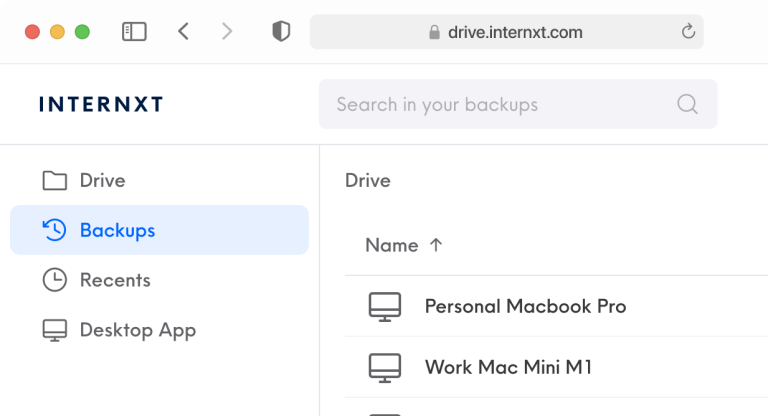 drive.internxt.com
INTERNXT
Search in your backups
Drive
Backups
Recents
Desktop App
Drive
Name ↑
Personal Macbook Pro
Work Mac Mini M1